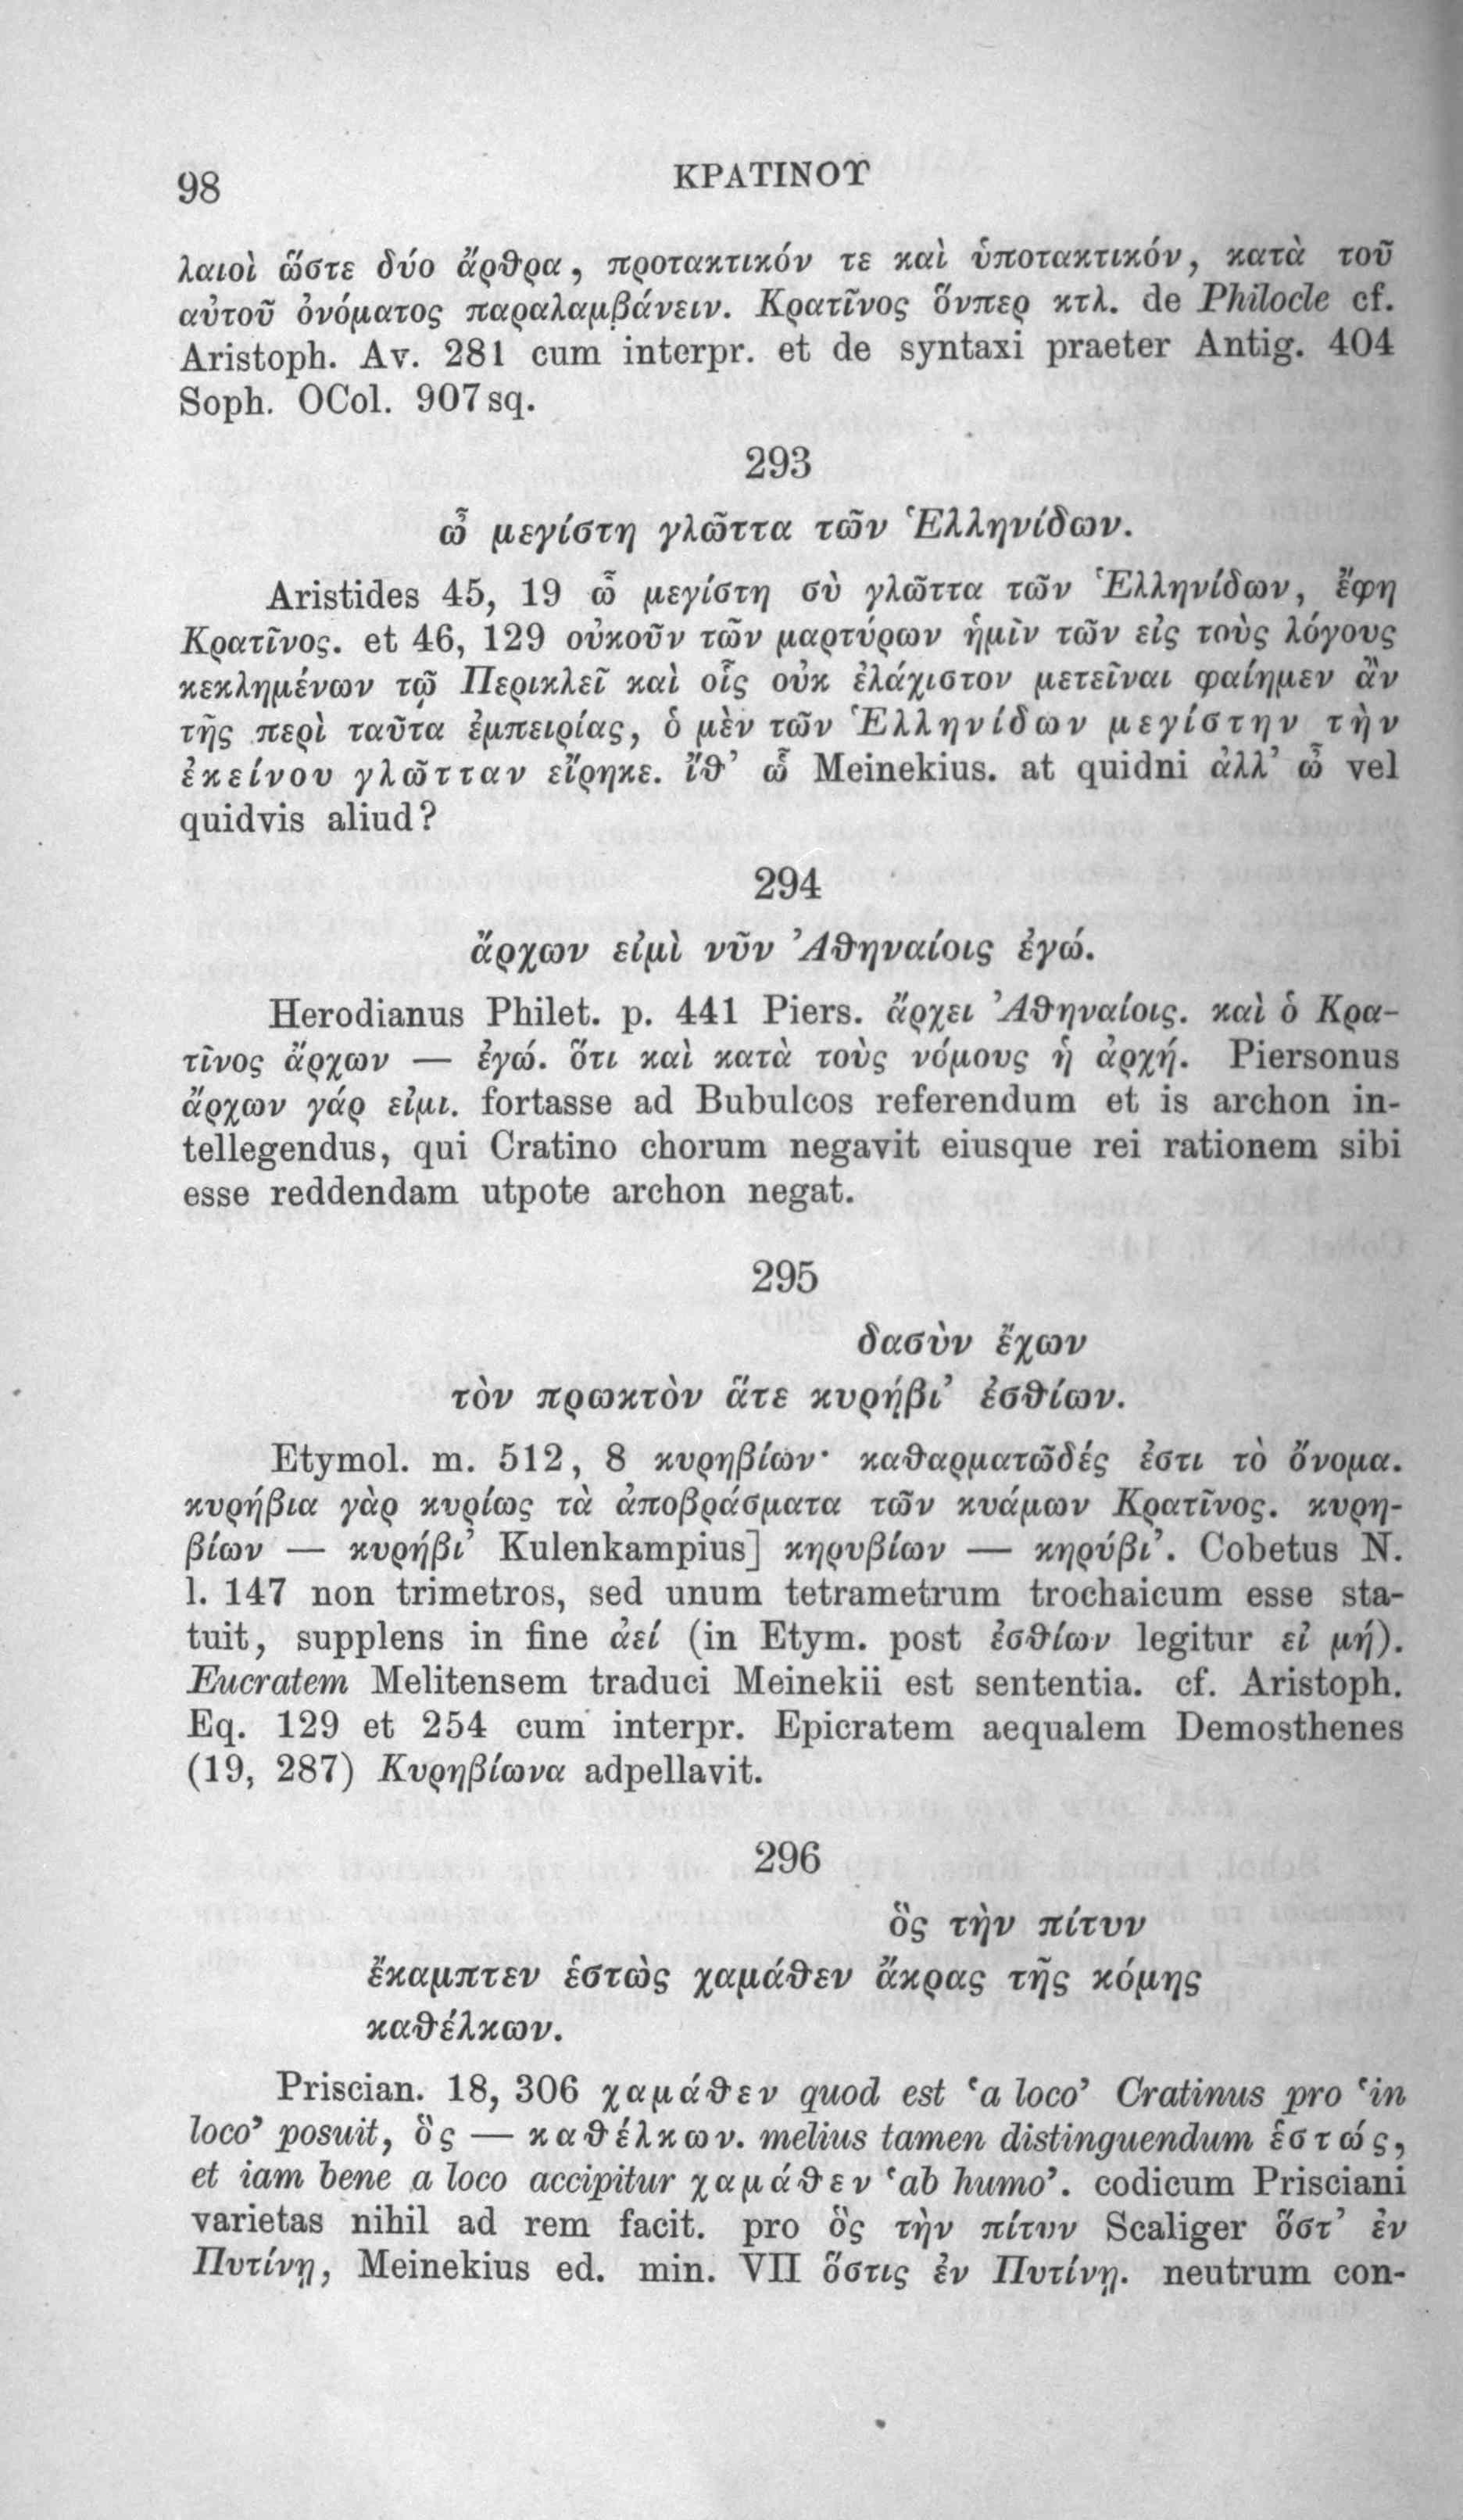 98
ΚΡΑΤΙΝΟΥ
λαιοὶ ὥστε δύο ἄρθρα, προτακτικόν τε καὶ ὑποτακτικόν, κατὰ τοῦ
αὐτοῦ ὀνόματος παραλαμβάνειν. Κρατῖνος ὅνπερ κτλ. de Philocle cf.
Aristoph. Av. 281 cum interpr. et de syntaxi praeter Antig. 404
Soph. OCol. 907 sq.
293
ὦ μεγίστη γλῶττα τῶν Ἑλληνίδων.
Aristides 45, 19 ὦ μεγίστη σὺ γλῶττα τῶν Ἑλληνίδων, ἔφη
Κρατῖνος. et 46, 129 οὐκοῦν τῶν μαρτύρων ἡμῖν τῶν εἰς τοὺς λόγους
κεκλημένων τῷ Περικλεῖ καὶ οἷς οὐκ ἐλάχιστον μετεῖναι φαίημεν ἂν
τῆς περὶ ταῦτα ἐμπειρίας, ὁ μὲν τῶν Ἑλληνίδων μεγίστην τὴν
ἐκείνου γλῶτταν εἴρηκε. ἴθ’ ὦ Meinekius. at quidni ἀλλ’ ὦ vel
quidvis aliud?
294
ἄρχων εἰμὶ νῦν Ἀθηναίοις ἐγώ.
Herodianus Philet. p. 441 Piers. ἄρχει Ἀθηναίοις. καὶ ὁ Κρα-
τῖνος ἄρχων — ἐγώ. ὅτι καὶ κατὰ τοὺς νόμους ἡ ἀρχή. Piersonus
ἄρχων γάρ εἰμι. fortasse ad Bubulcos referendum et is archon in-
tellegendus, qui Cratino chorum negavit eiusque rei rationem sibi
esse reddendam utpote archon negat.
295
δασὺν ἔχων
τὸν πρωκτὸν ἅτε κυρήβι’ ἐσθίων.
Etymol. m. 512, 8 κυρηβίων· καθαρματῶδές ἐστι τὸ ὄνομα.
κυρήβια γὰρ κυρίως τὰ ἀποβράσματα τῶν κυάμων Κρατῖνος. κυρη-
βίων — κυρήβι’ Kulenkampius] κηρυβίων — κηρύβι’. Cobetus N.
l. 147 non trimetros, sed unum tetrametrum trochaicum esse sta-
tuit, supplens in fine ἀεί (in Etym. post ἐσθίων legitur εἰ μή).
Eucratem Melitensem traduci Meinekii est sententia. cf. Aristoph.
Eq. 129 et 254 cum interpr. Epicratem aequalem Demosthenes
(19, 287) Κυρηβίωνα adpellavit.
296
ὃς τὴν πίτυν
ἔκαμπτεν ἑστὼς χαμάθεν ἄκρας τῆς κόμης
καθέλκων.
Priscian. 18, 306 χαμάθεν quod est ‘a loco’ Cratinus pro ‘in
loco’ posuit, ὃς — καθέλκων. melius tamen distinguendum ἑστώς,
et iam bene a loco accipitur χαμάθεν ‘ab humo’. codicum Prisciani
varietas nihil ad rem facit. pro ὃς τὴν πίτυν Scaliger ὅστ’ ἐν
Πυτίνῃ, Meinekius ed. min. VII ὅστις ἐν Πυτίνῃ. neutrum con-